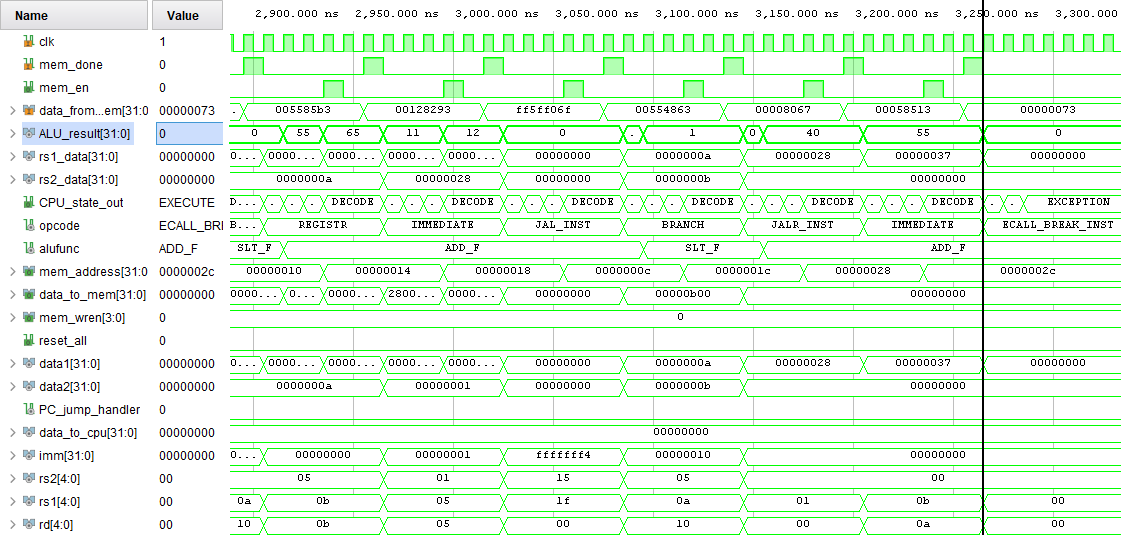 Name Value 2,900.000 ns 2,950.000 ns 3,000.000 ns 3,050.000 ns 3,100.000 ns 3,150.000 ns 3,200.000 ns 3,250.000 ns 3,300.000
clk 1
mem_done 0
mem_en 0
data_from...em[31:0] 00000073 . 005585b3 00128293 ff5ff06f 00554863 00008067 00058513 00000073
ALU_result[31:0] 0 0 55 65 11 12 0 . 1 0 40 55 0
rs1_data[31:0] 00000000 0... 0000... 0000... 0000... 0000... 00000000 0000000a 00000028 00000037 00000000
rs2_data[31:0] 00000000 0000000a 00000028 00000000 0000000b 00000000
CPU_state_out EXECUTE D... . . . DECODE . . . DECODE . . . DECODE . . . DECODE . . . DECODE . . . DECODE . . EXCEPTION
opcode ECALL_BRI B... REGISTR IMMEDIATE JAL_INST BRANCH JALR_INST IMMEDIATE ECALL_BREAK_INST
alufunc ADD_F SLT_F ADD_F SLT_F ADD_F
mem_address[31:0 0000002c 00000010 00000014 00000018 0000000c 0000001c 00000028 0000002c
data_to_mem[31:0] 00000000 0000... 0... 0000... 2800... 0000... 00000000 00000b00 00000000
mem_wren[3:0] 0 0
reset_all 0
data1[31:0] 00000000 0... 0000... 0000... 0000... 0000... 00000000 0000000a 00000028 00000037 00000000
data2[31:0] 00000000 0000000a 00000001 00000000 0000000b 00000000
PC_jump_handler 0
data_to_cpu[31:0] 00000000 00000000
imm[31:0] 00000000 0... 00000000 00000001 fffffff4 00000010 00000000
rs2[4:0] 00 05 01 15 05 00
rs1[4:0] 00 0a 0b 05 1f 0a 01 0b 00
rd[4:0] 00 10 0b 05 00 10 00 0a 00